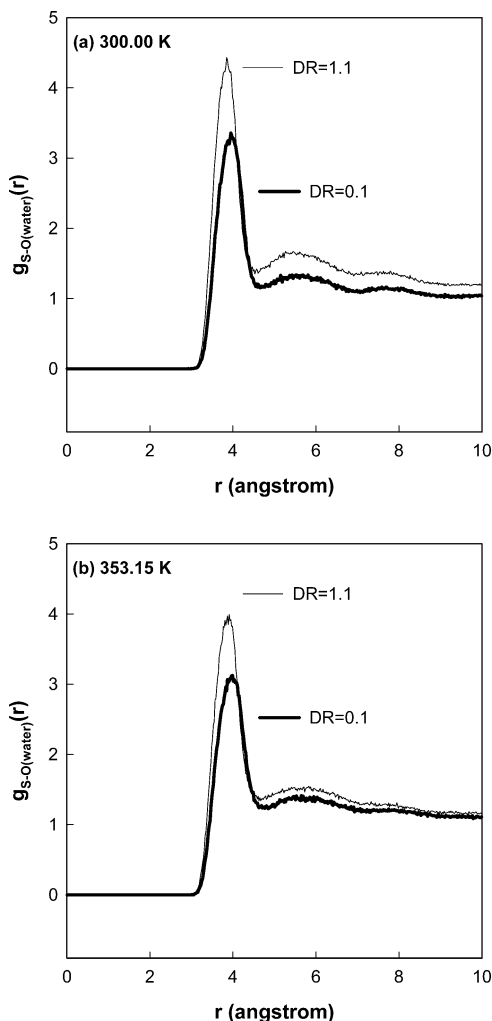 5
(a) 300.00 K
DR=1.1
4
3
DR=0.1
g_{S-O(water)}(r)
2
1
0
0 2 4 6 8 10
r (angstrom)
5
(b) 353.15 K
DR=1.1
4
3
DR=0.1
g_{S-O(water)}(r)
2
1
0
0 2 4 6 8 10
r (angstrom)